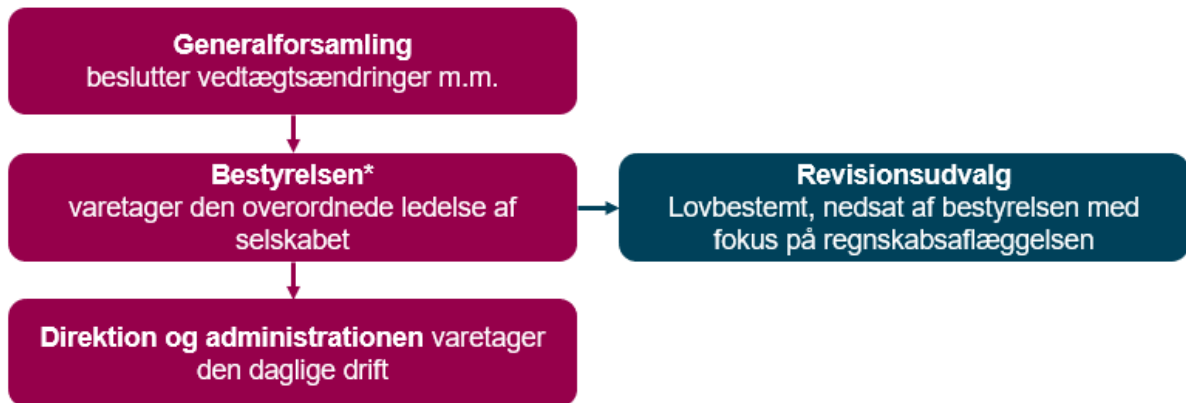 Generalforsamling
beslutter vedtægtsændringer m.m.
Bestyrelsen*
varetager den overordnede ledelse af
selskabet
Revisionsudvalg
Lovbestemt, nedsat af bestyrelsen med
fokus på regnskabsaflæggelsen
Direktion og administrationen varetager
den daglige drift